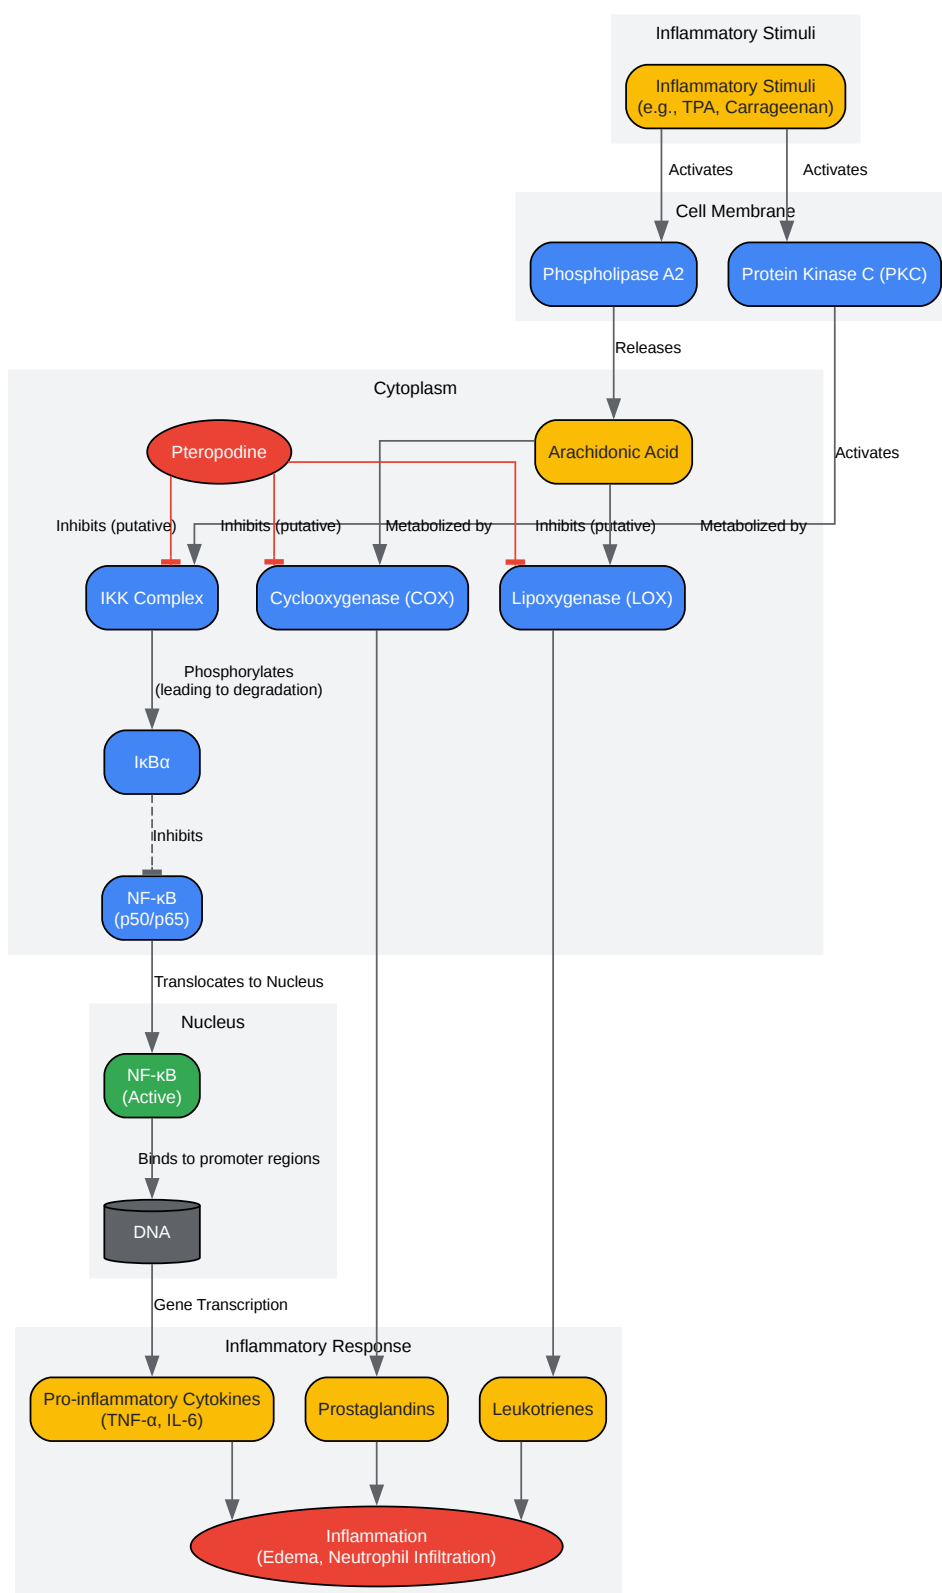 Inflammatory Stimuli
Inflammatory Stimuli
(e.g., TPA, Carrageenan)
Activates
Activates
Cell Membrane
Phospholipase A2
Protein Kinase C (PKC)
Releases
Cytoplasm
Pteropodine
Arachidonic Acid
Activates
Inhibits (putative)
Inhibits (putative)
Metabolized by
Inhibits (putative)
Metabolized by
IKK Complex
Cyclooxygenase (COX)
Lipoxygenase (LOX)
Phosphorylates
(leading to degradation)
IκBα
Inhibits
NF-κB
(p50/p65)
Translocates to Nucleus
Nucleus
NF-κB
(Active)
Binds to promoter regions
DNA
Gene Transcription
Inflammatory Response
Pro-inflammatory Cytokines
(TNF-α, IL-6)
Prostaglandins
Leukotrienes
Inflammation
(Edema, Neutrophil Infiltration)